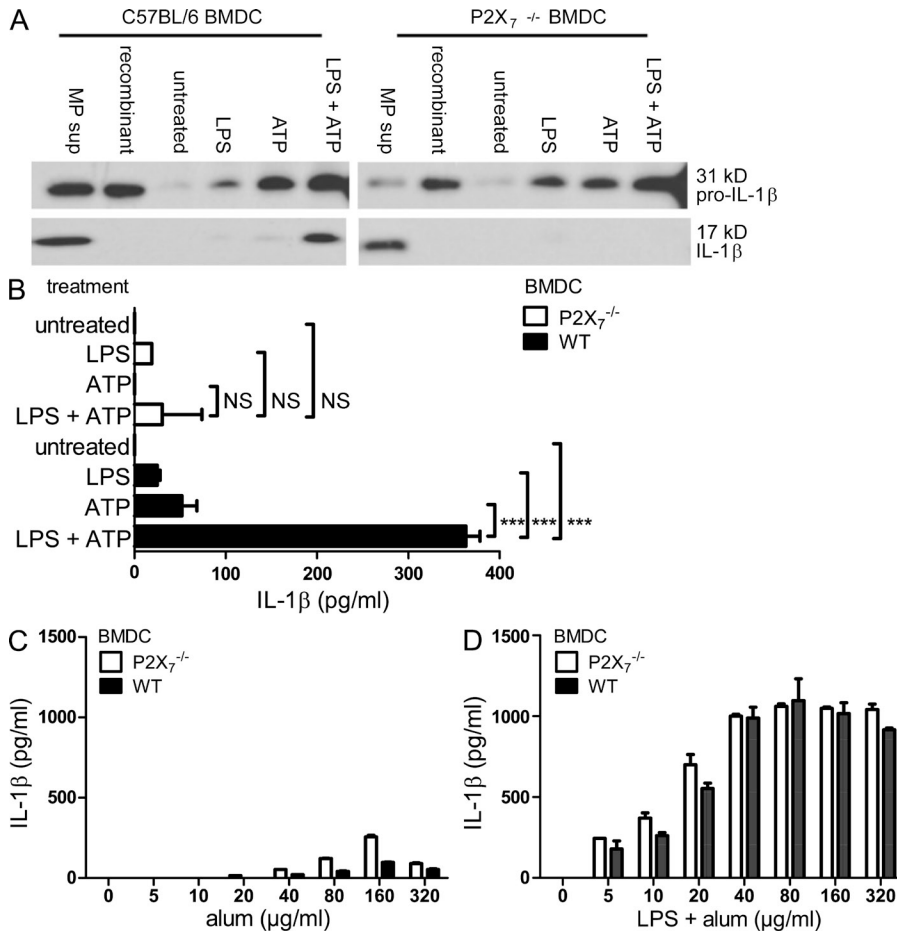 A
C57BL/6 BMDC
P2X7 -/- BMDC
MP sup
recombinant
untreated
LPS
ATP
LPS + ATP
MP sup
recombinant
untreated
LPS
ATP
LPS + ATP
31 kD
pro-IL-1β
17 kD
IL-1β
B
treatment
BMDC
P2X7-/-
WT
untreated
LPS
ATP
LPS + ATP
NS
NS
NS
untreated
LPS
ATP
LPS + ATP
***
***
***
0
100
200
300
400
IL-1β (pg/ml)
C
BMDC
P2X7-/-
WT
IL-1β (pg/ml)
1500
1000
500
0
0 5 10 20 40 80 160 320
alum (µg/ml)
D
BMDC
P2X7-/-
WT
IL-1β (pg/ml)
1500
1000
500
0
0 5 10 20 40 80 160 320
LPS + alum (µg/ml)